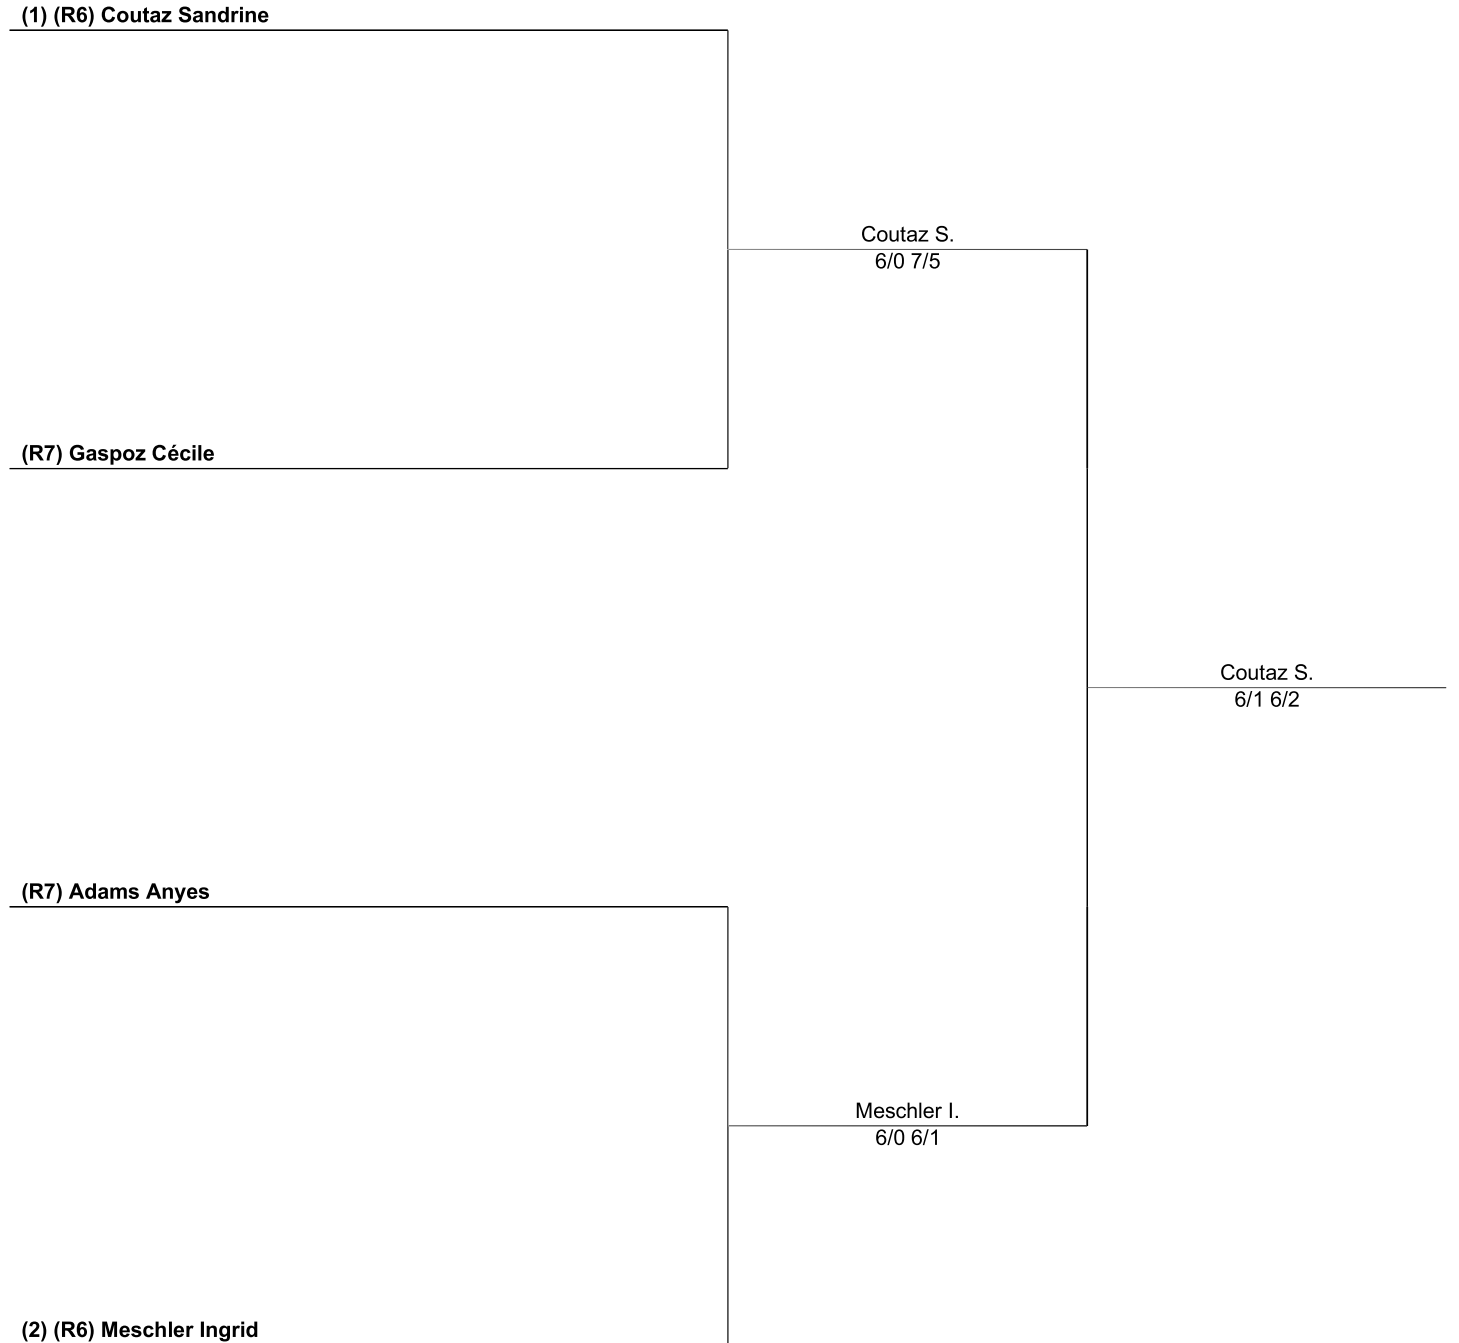 (1) (R6) Coutaz Sandrine
Coutaz S.
6/0 7/5
(R7) Gaspoz Cécile
Coutaz S.
6/1 6/2
(R7) Adams Anyes
Meschler I.
6/0 6/1
(2) (R6) Meschler Ingrid